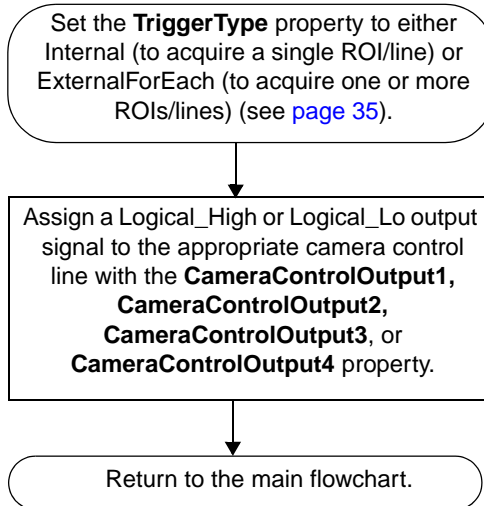 Set the TriggerType property to either
Internal (to acquire a single ROI/line) or
ExternalForEach (to acquire one or more
ROIs/lines) (see page 35).
Assign a Logical_High or Logical_Lo output
signal to the appropriate camera control
line with the CameraControlOutput1,
CameraControlOutput2,
CameraControlOutput3, or
CameraControlOutput4 property.
Return to the main flowchart.